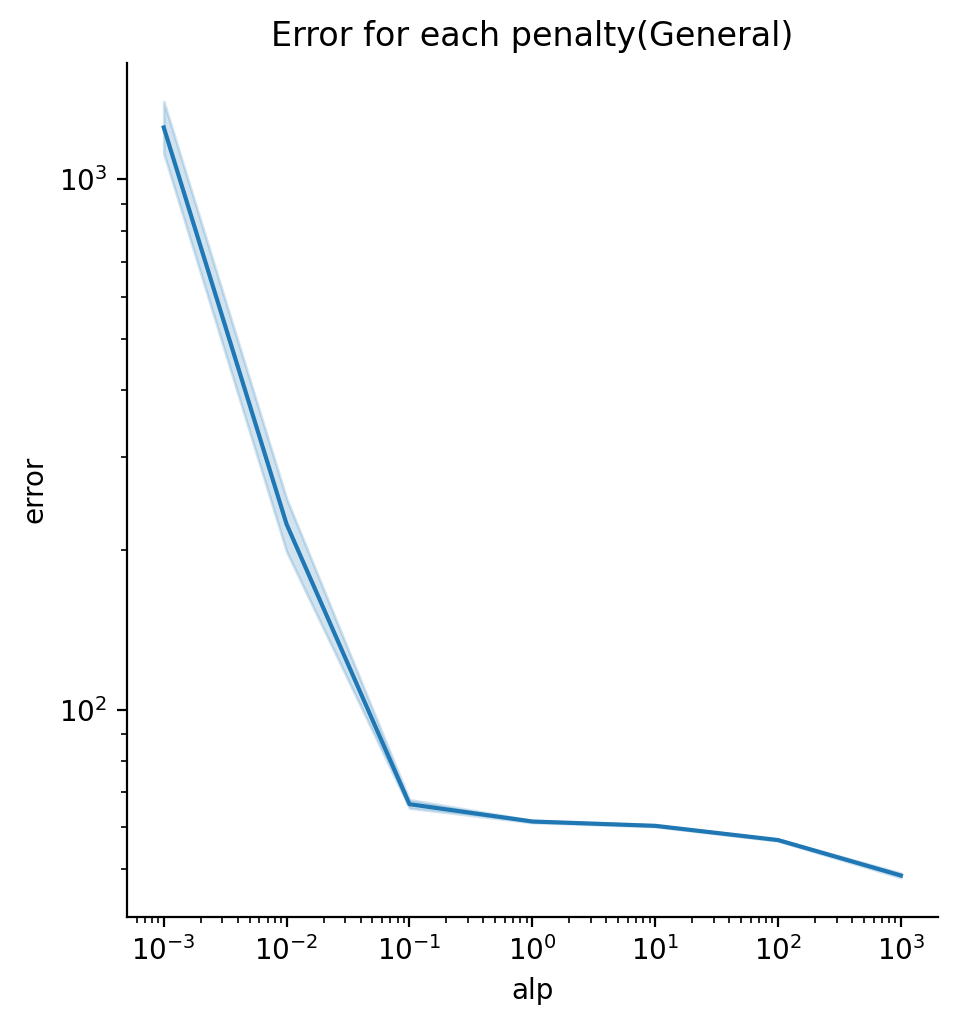 Error for each penalty(General)
10³
10²
error
10⁻³ 10⁻² 10⁻¹ 10⁰ 10¹ 10² 10³
alp